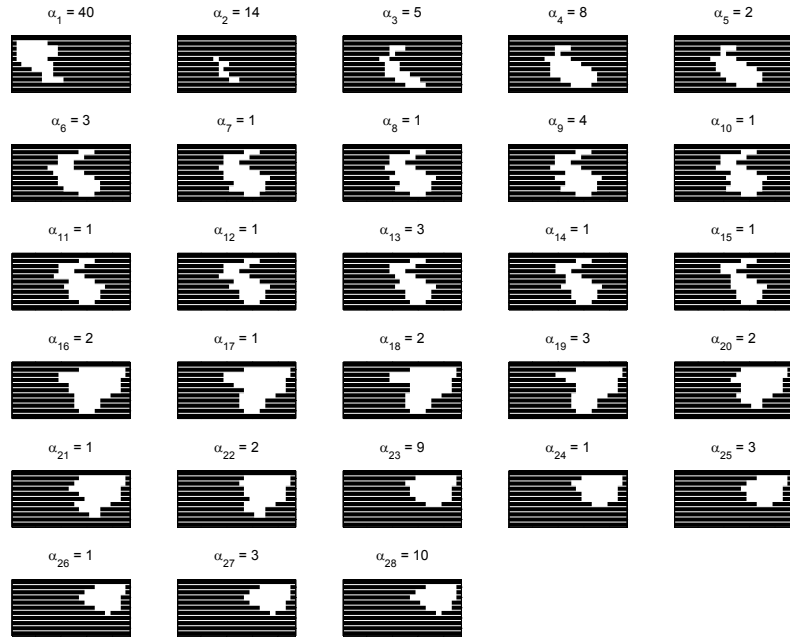 α1 = 40 α2 = 14 α3 = 5 α4 = 8 α5 = 2
α6 = 3 α7 = 1 α8 = 1 α9 = 4 α10 = 1
α11 = 1 α12 = 1 α13 = 3 α14 = 1 α15 = 1
α16 = 2 α17 = 1 α18 = 2 α19 = 3 α20 = 2
α21 = 1 α22 = 2 α23 = 9 α24 = 1 α25 = 3
α26 = 1 α27 = 3 α28 = 10